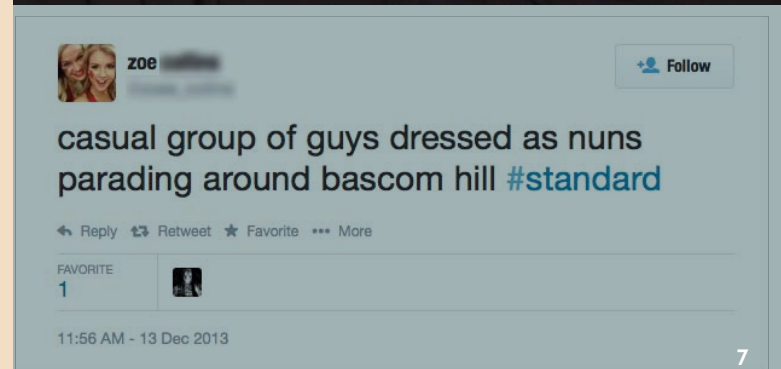 zoe
Follow
casual group of guys dressed as nuns
parading around bascom hill #standard
Reply Retweet Favorite ••• More
FAVORITE
1
11:56 AM - 13 Dec 2013
7